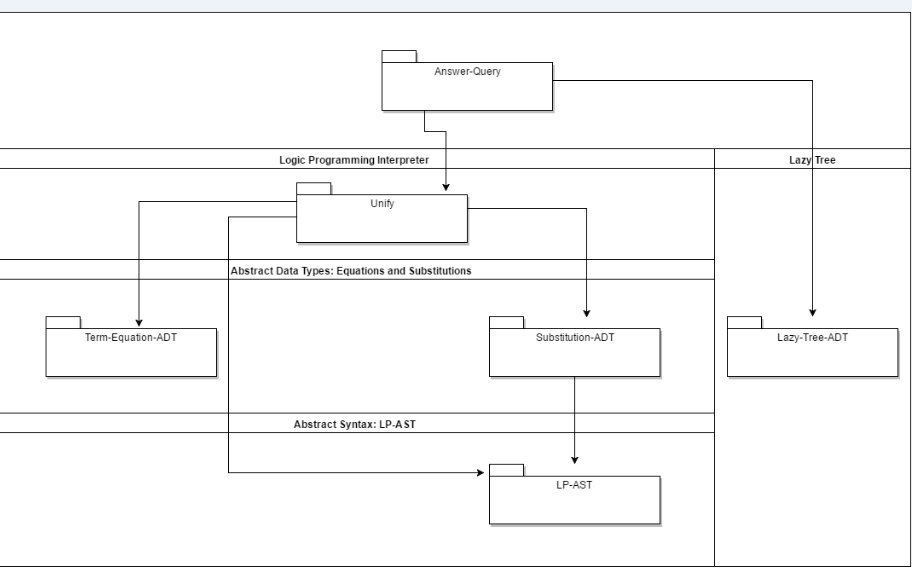 Answer-Query
Logic Programming Interpreter
Lazy Tree
Unify
Abstract Data Types: Equations and Substitutions
Term-Equation-ADT
Substitution-ADT
Lazy-Tree-ADT
Abstract Syntax: LP-AST
LP-AST